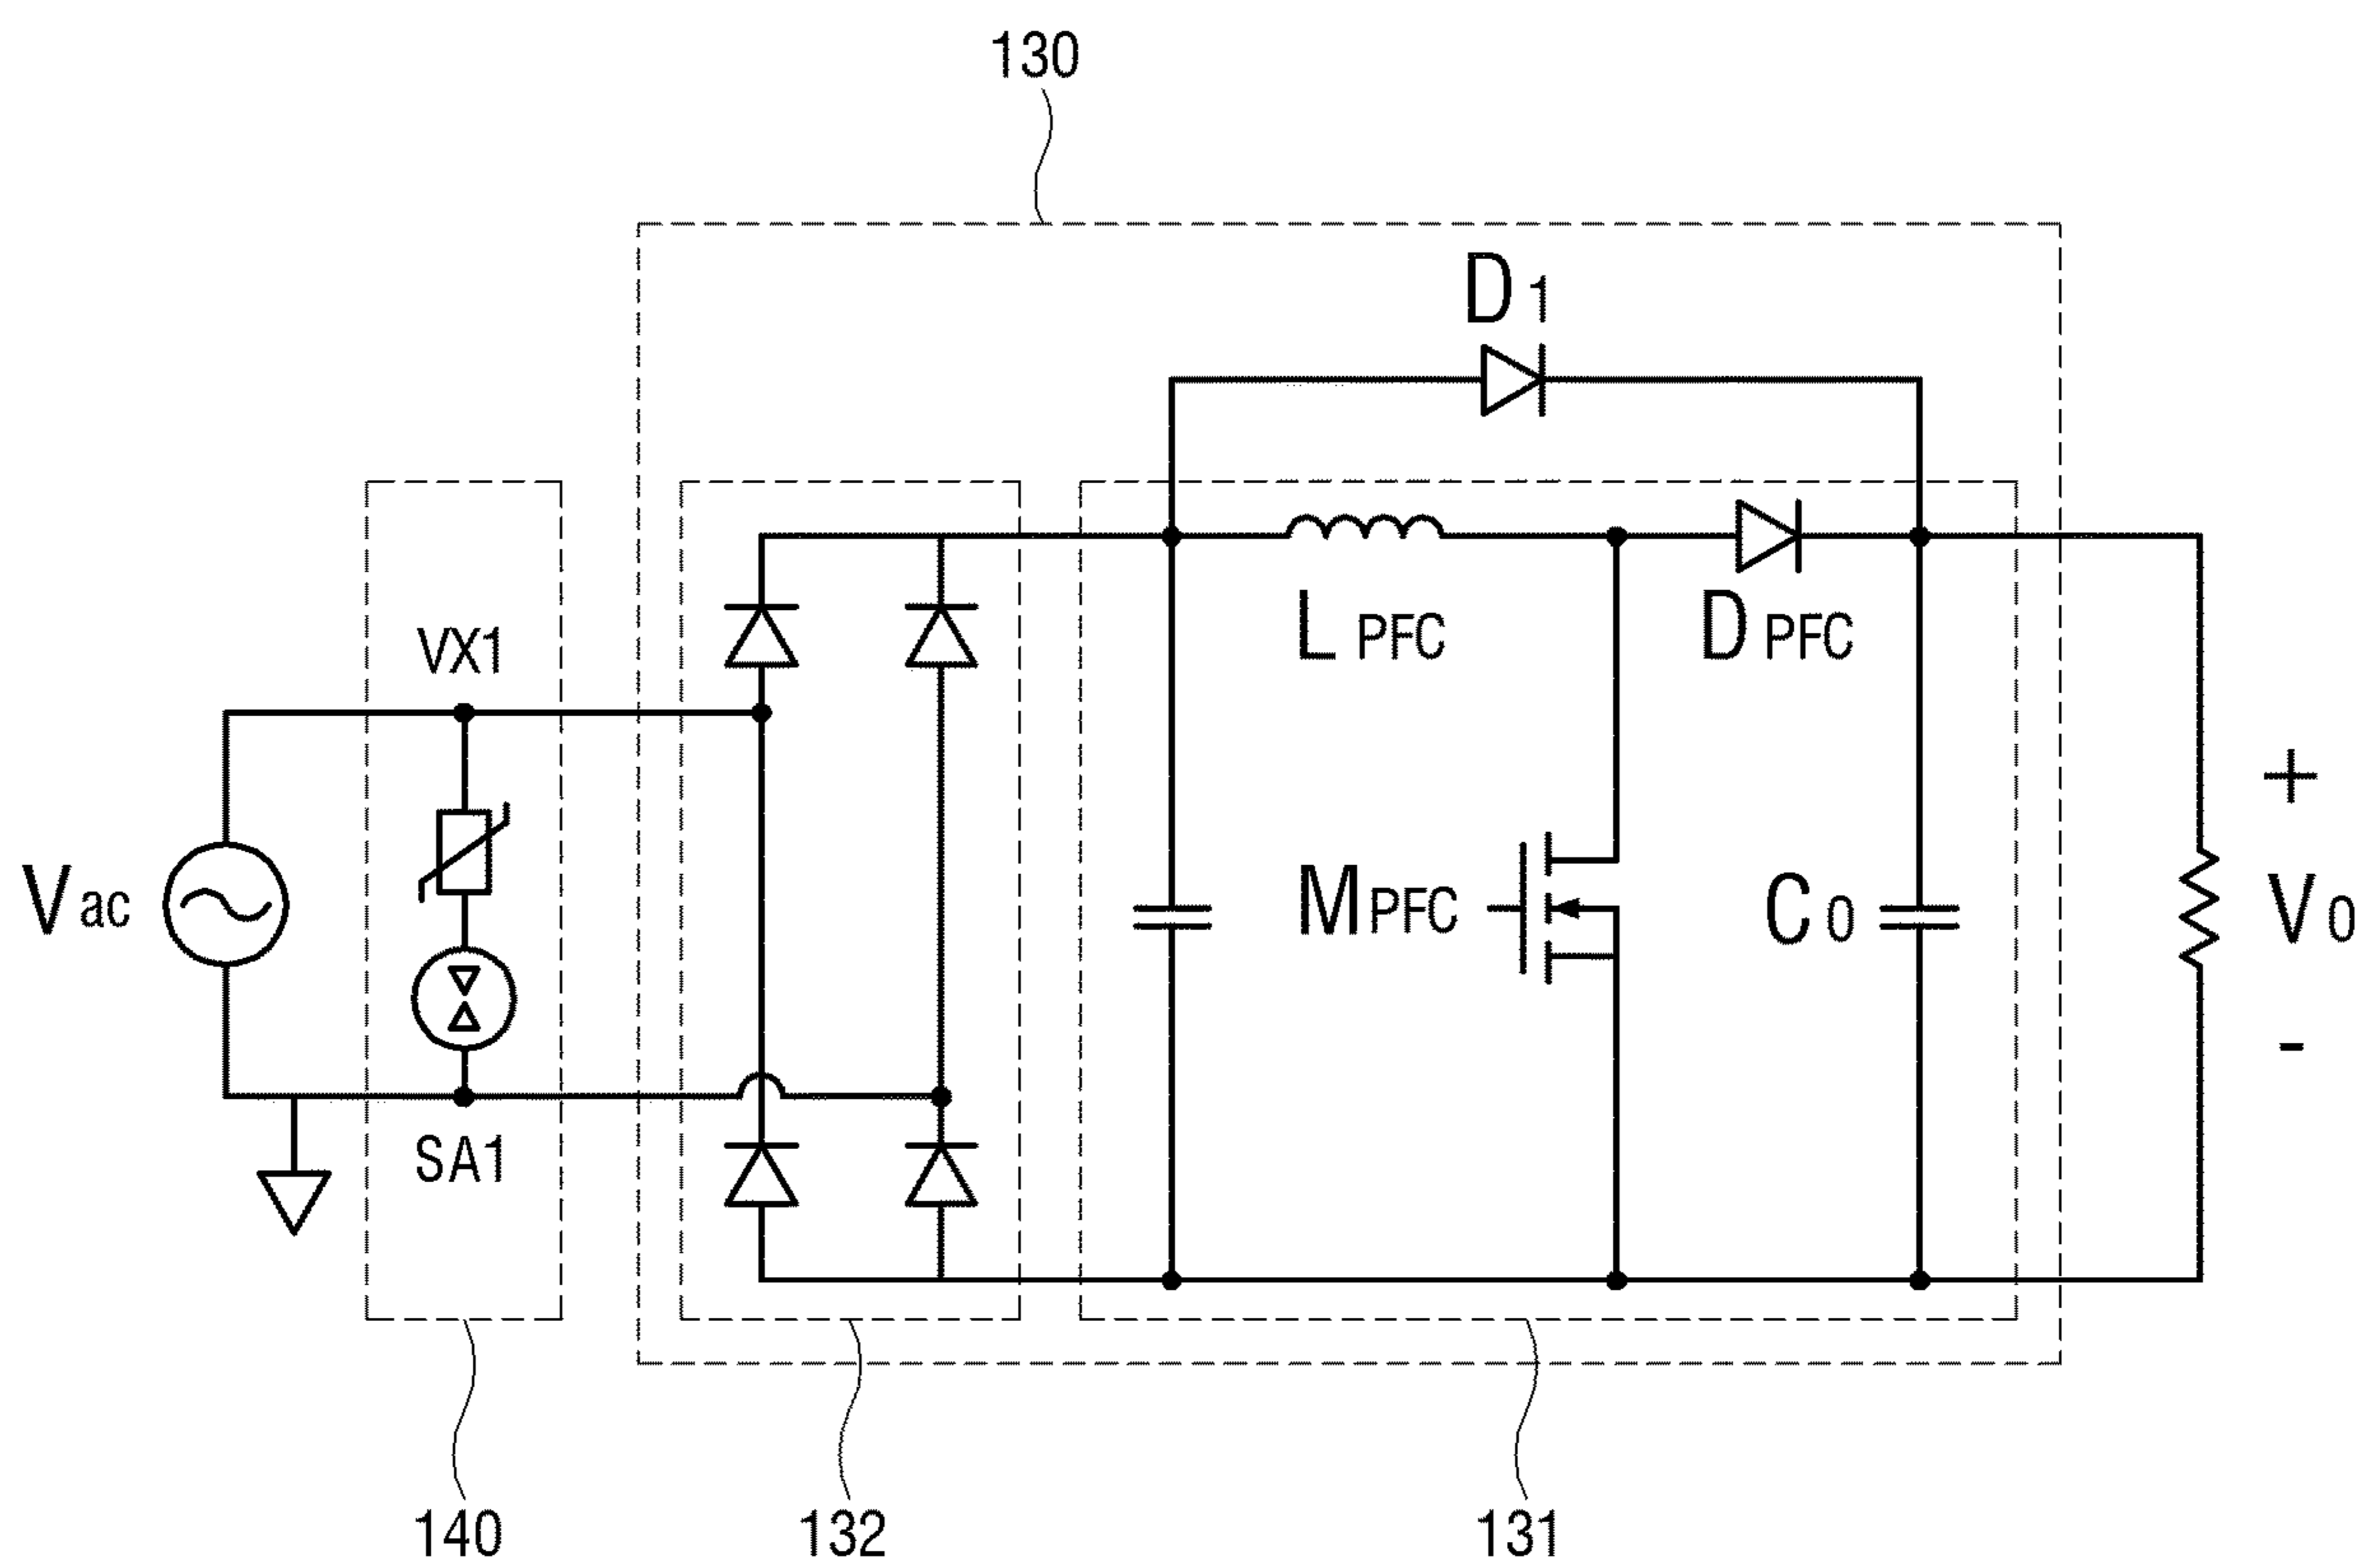 130
D1
VX1
LPFC
DPFC
+
Vac
MPFC
C0
V0
-
SA1
140
132
131